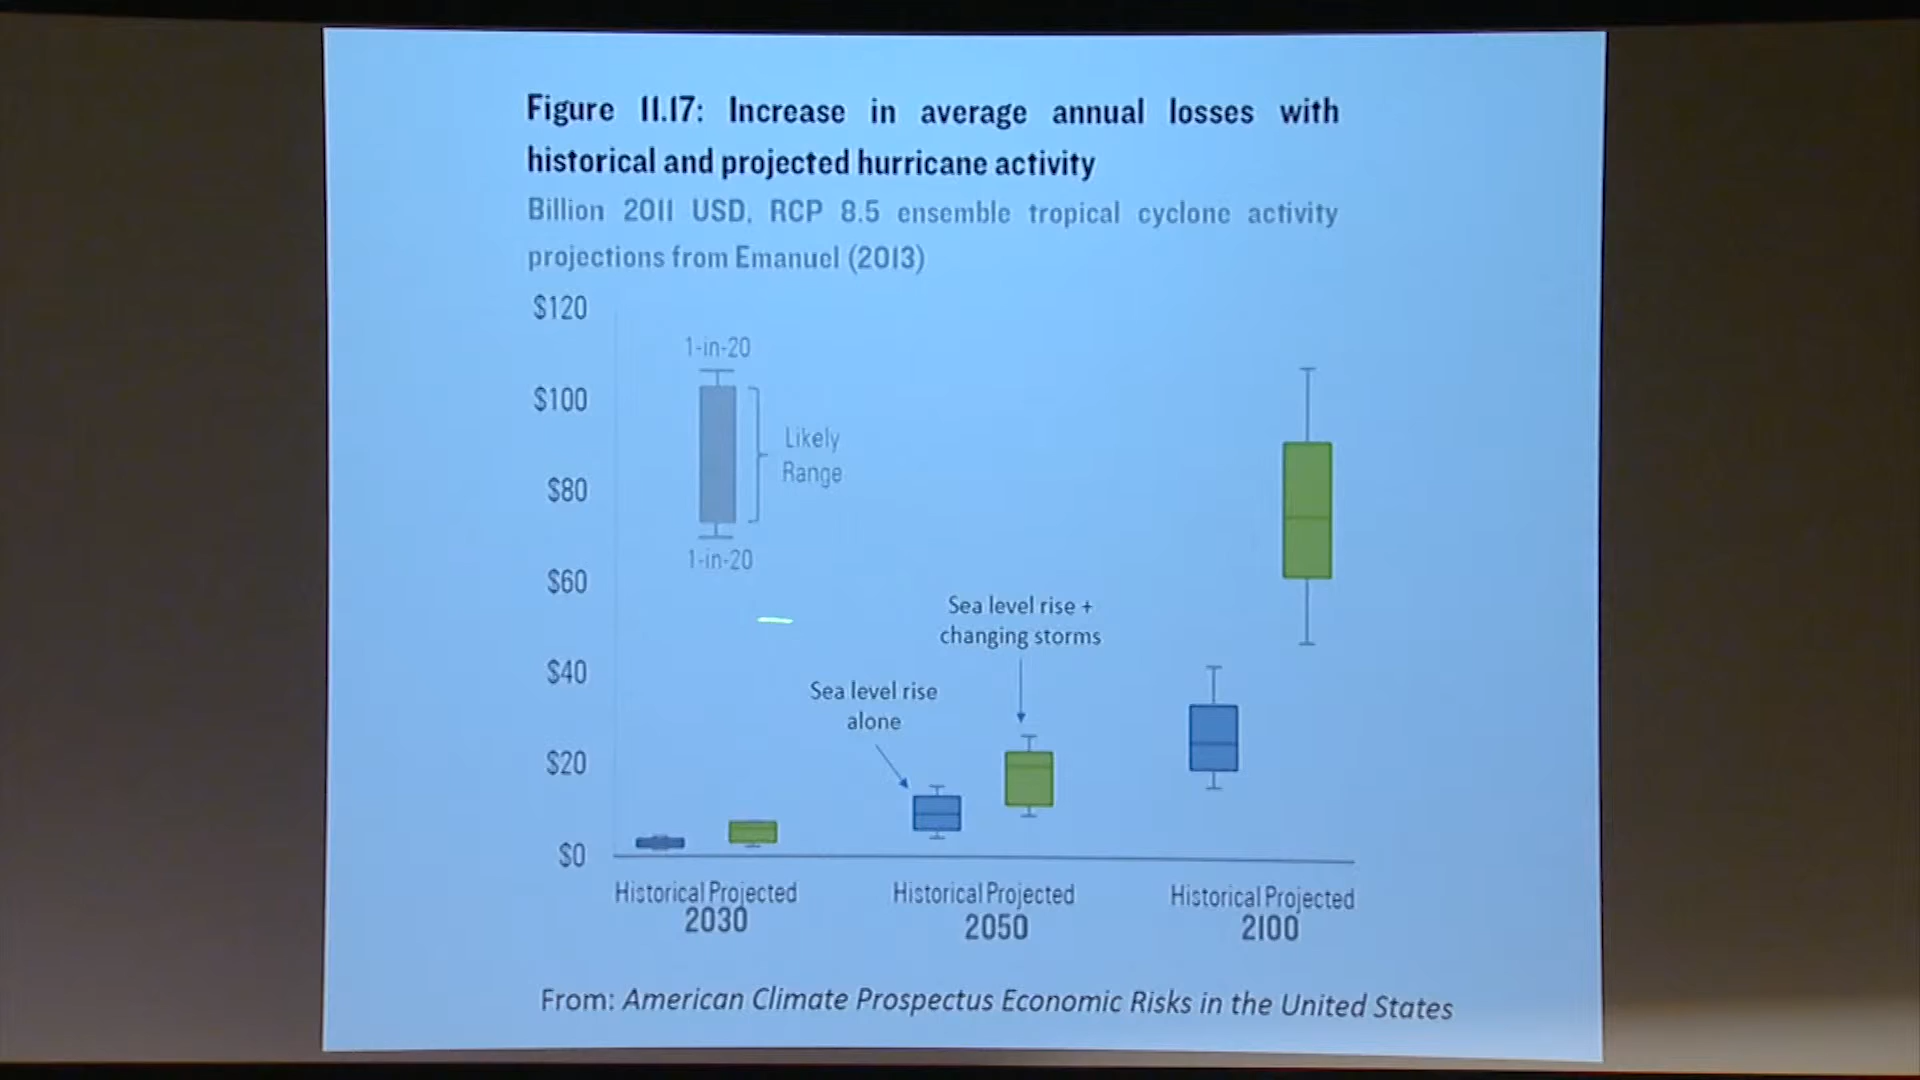 Figure 11.17: Increase in average annual losses with
historical and projected hurricane activity
Billion 2011 USD, RCP 8.5 ensemble tropical cyclone activity
projections from Emanuel (2013)
$120
$100
$80
$60
$40
$20
$0
1-in-20
Likely
Range
1-in-20
Sea level rise
alone
Sea level rise +
changing storms
Historical Projected
2030
Historical Projected
2050
Historical Projected
2100
From: American Climate Prospectus Economic Risks in the United States